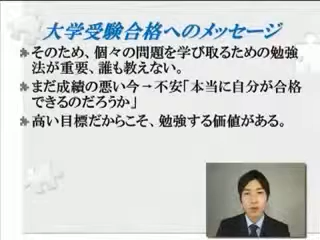 大学受験合格へのメッセージ
そのため、個々の問題を学び取るための勉強
法が重要、誰も教えない。
まだ成績の悪い今→不安「本当に自分が合格
できるのだろうか」
高い目標だからこそ、勉強する価値がある。